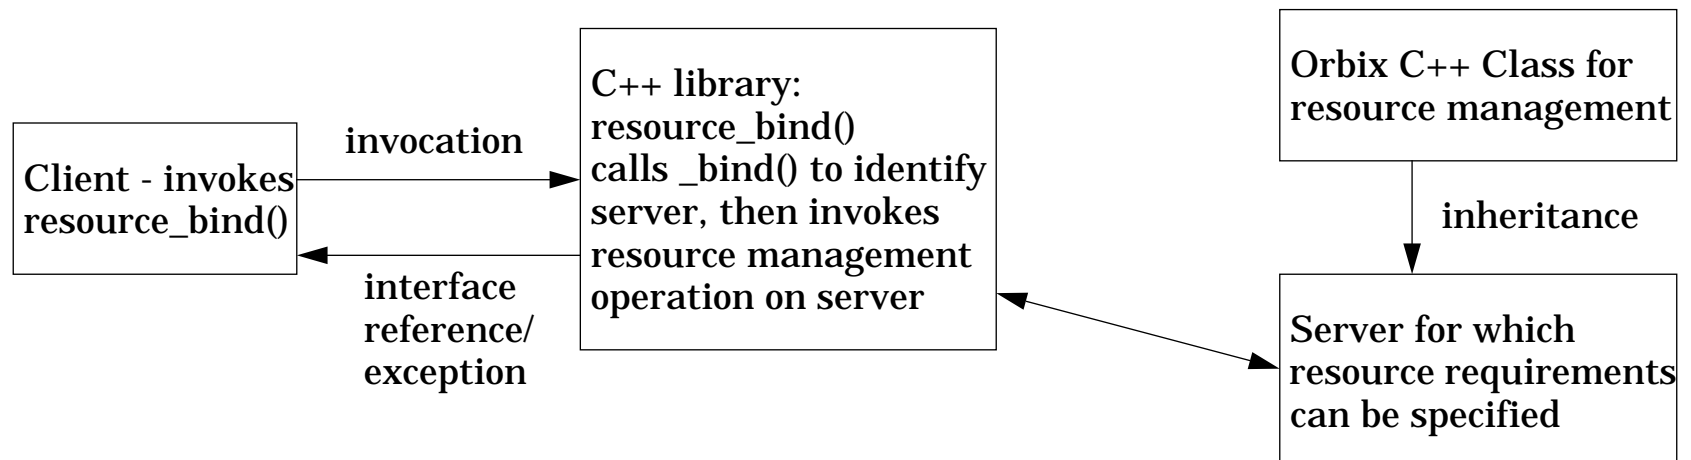 Client - invokes
resource_bind()
invocation
interface
reference/
exception
C++ library:
resource_bind()
calls _bind() to identify
server, then invokes
resource management
operation on server
Orbix C++ Class for
resource management
inheritance
Server for which
resource requirements
can be specified